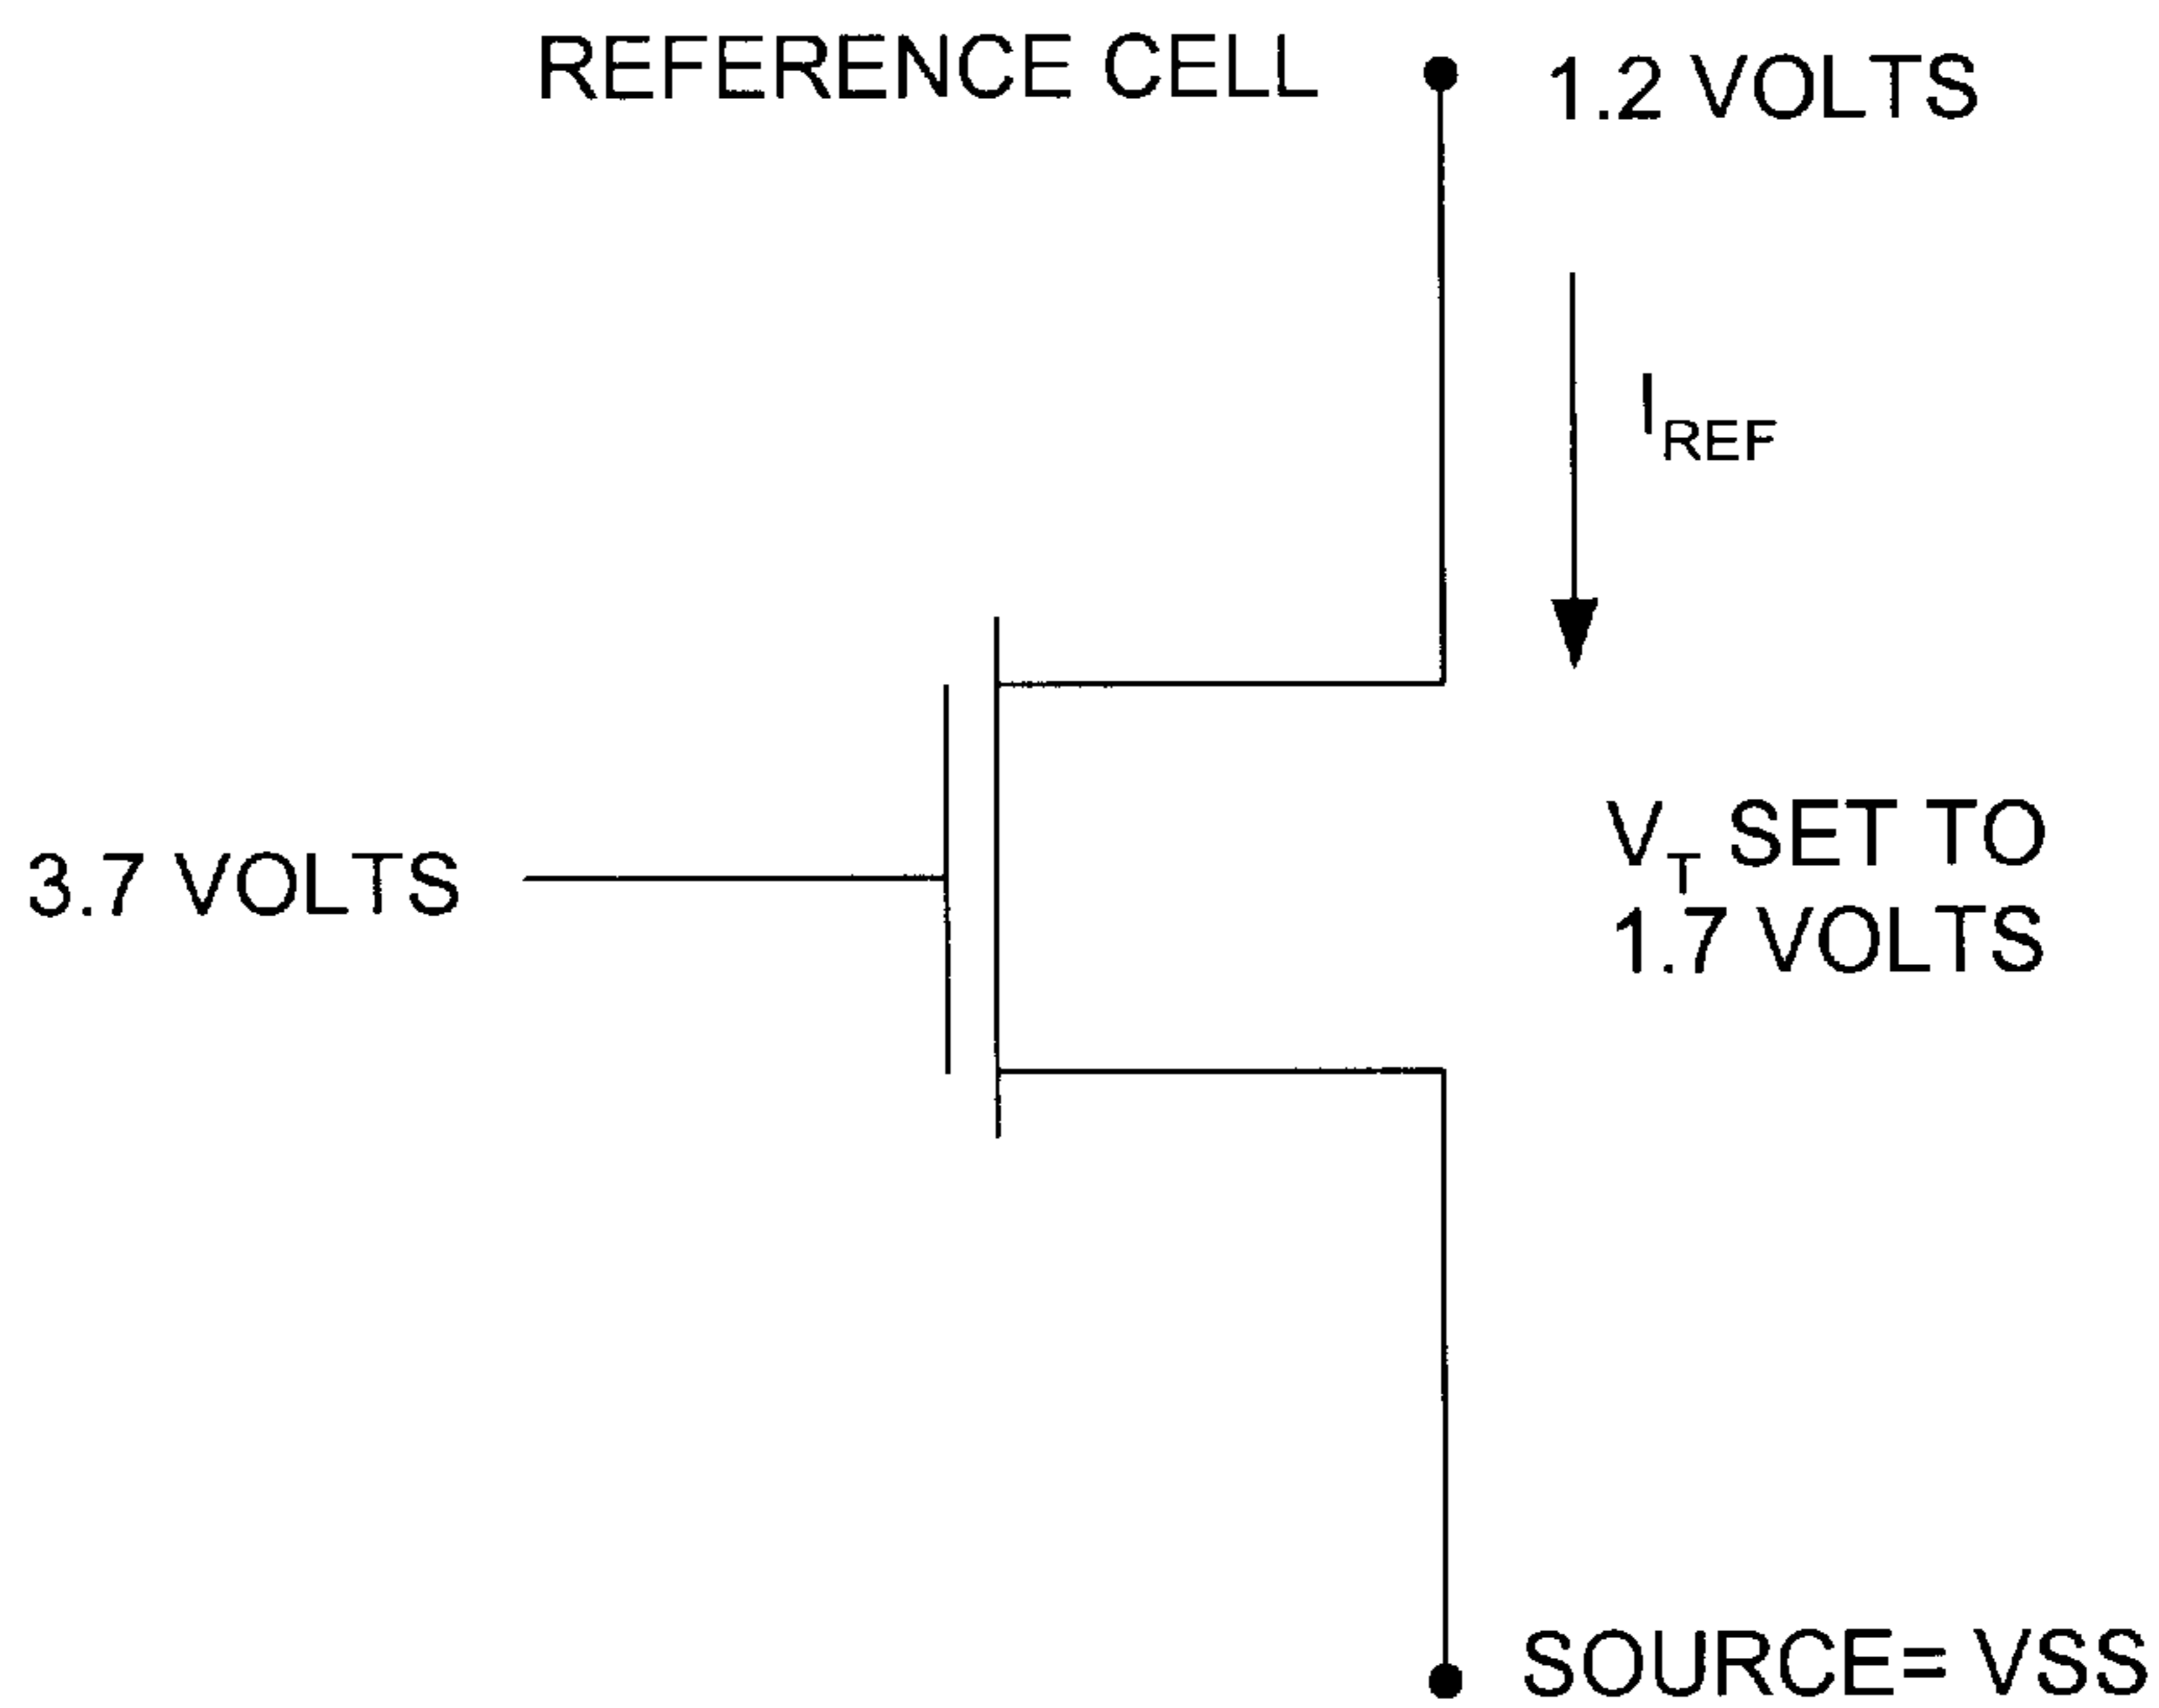 REFERENCE CELL
1.2 VOLTS
IREF
3.7 VOLTS
VT SET TO
1.7 VOLTS
SOURCE= VSS